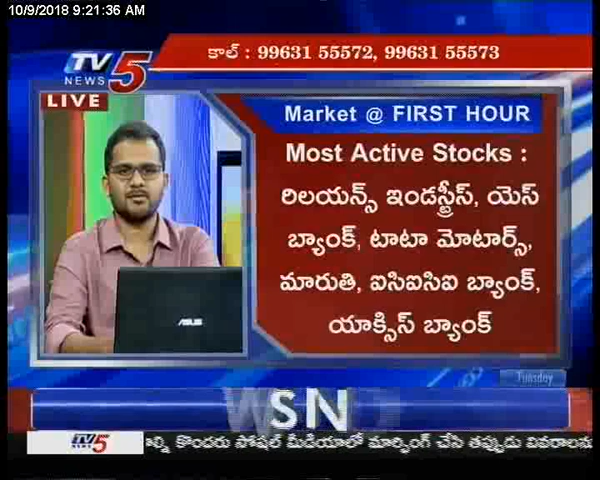 10/9/2018 9:21:36 AM
TV5
NEWS
కాల్ : 99631 55572, 99631 55573
LIVE
Market @ FIRST HOUR
Most Active Stocks :
రిలయన్స్ ఇండస్ట్రీస్, యెస్
బ్యాంక్, టాటా మోటార్స్,
మారుతి, ఐసిఐసిఐ బ్యాంక్,
యాక్సిస్ బ్యాంక్
ASUS
Tuesday
SN
TV5
NEWS
కొందరు సోషల్ మీడియాలో మార్ఫింగ్ చేసి తప్పుడు వివరాలను